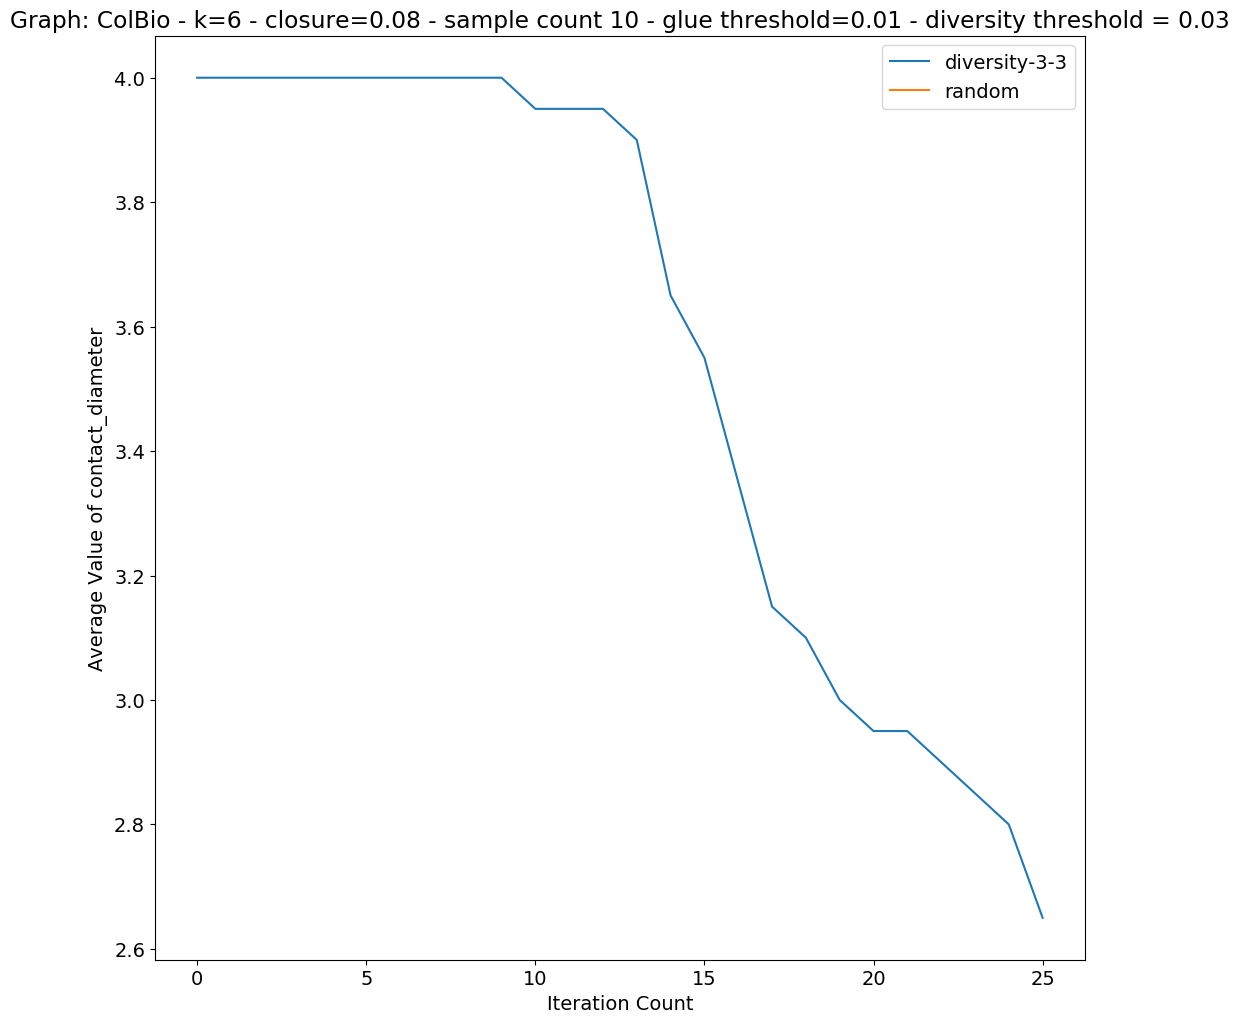 Graph: ColBio - k=6 - closure=0.08 - sample count 10 - glue threshold=0.01 - diversity threshold = 0.03
diversity-3-3
random
4.0
3.8
3.6
3.4
3.2
3.0
2.8
2.6
Average Value of contact_diameter
0 5 10 15 20 25
Iteration Count